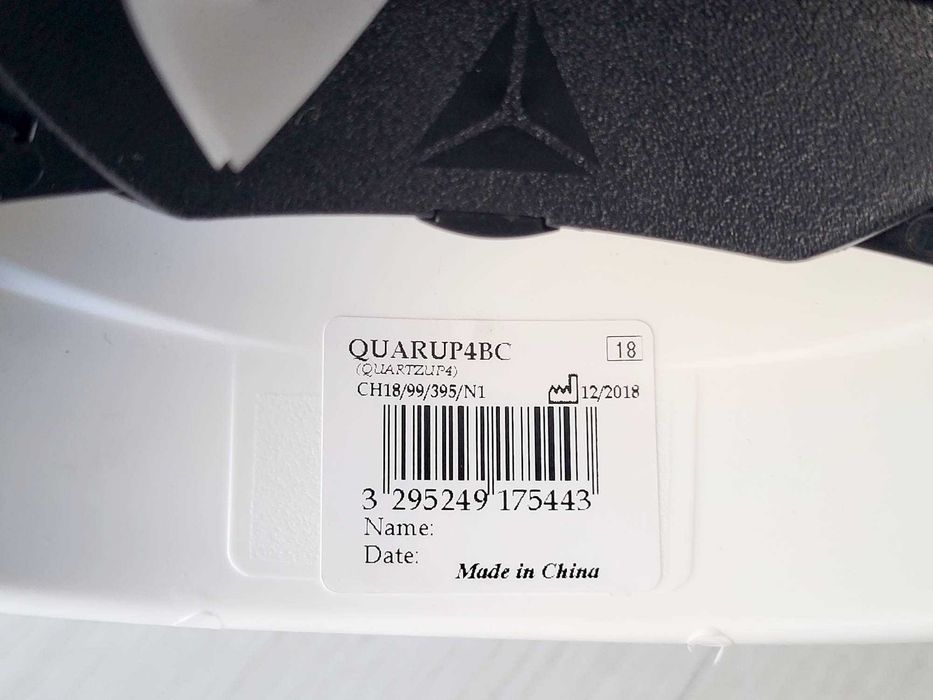 QUARUP4BC 18
(QUARTZUP4)
CH18/99/395/N1 12/2018
3 295249 175443
Name:
Date:
Made in China